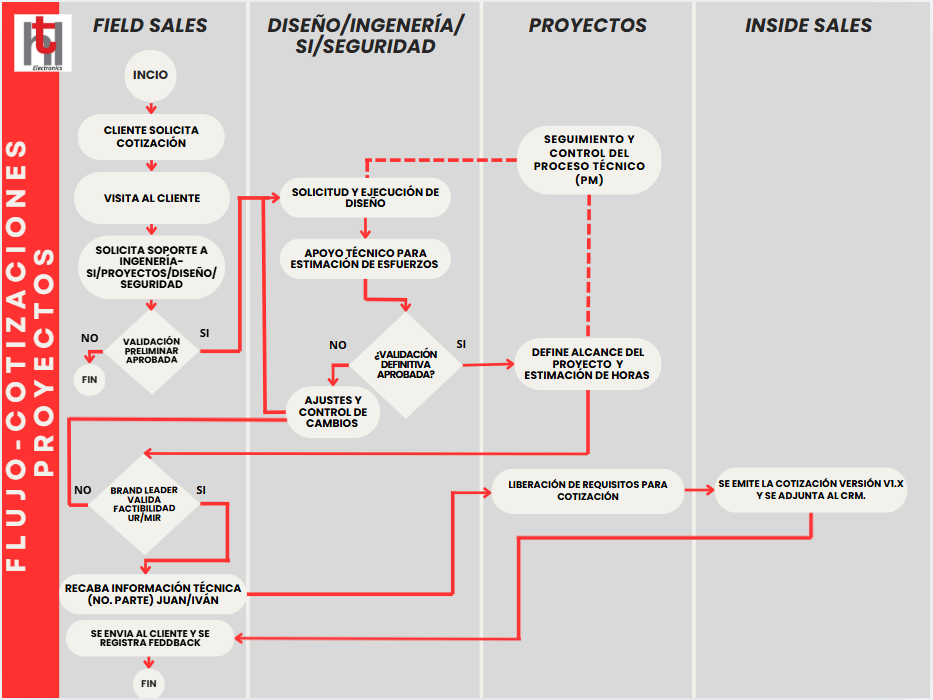 FLUJO-COTIZACIONES
PROYECTOS
ht
Electronics
FIELD SALES
DISEÑO/INGENERÍA/
SI/SEGURIDAD
PROYECTOS
INSIDE SALES
INCIO
CLIENTE SOLICITA
COTIZACIÓN
VISITA AL CLIENTE
SOLICITA SOPORTE A
INGENERÍA-
SI/PROYECTOS/DISEÑO/
SEGURIDAD
NO
SI
VALIDACIÓN
PRELIMINAR
APROBADA
FIN
SOLICITUD Y EJECUCIÓN DE
DISEÑO
APOYO TÉCNICO PARA
ESTIMACIÓN DE ESFUERZOS
NO
SI
¿VALIDACIÓN
DEFINITIVA
APROBADA?
AJUSTES Y
CONTROL DE
CAMBIOS
SEGUIMIENTO Y
CONTROL DEL
PROCESO TÉCNICO
(PM)
DEFINE ALCANCE DEL
PROYECTO Y
ESTIMACIÓN DE HORAS
NO
SI
BRAND LEADER
VALIDA
FACTIBILIDAD
UR/MIR
RECABA INFORMACIÓN TÉCNICA
(NO. PARTE) JUAN/IVÁN
LIBERACIÓN DE REQUISITOS PARA
COTIZACIÓN
SE EMITE LA COTIZACIÓN VERSIÓN V1.X
Y SE ADJUNTA AL CRM.
SE ENVIA AL CLIENTE Y SE
REGISTRA FEDDBACK
FIN